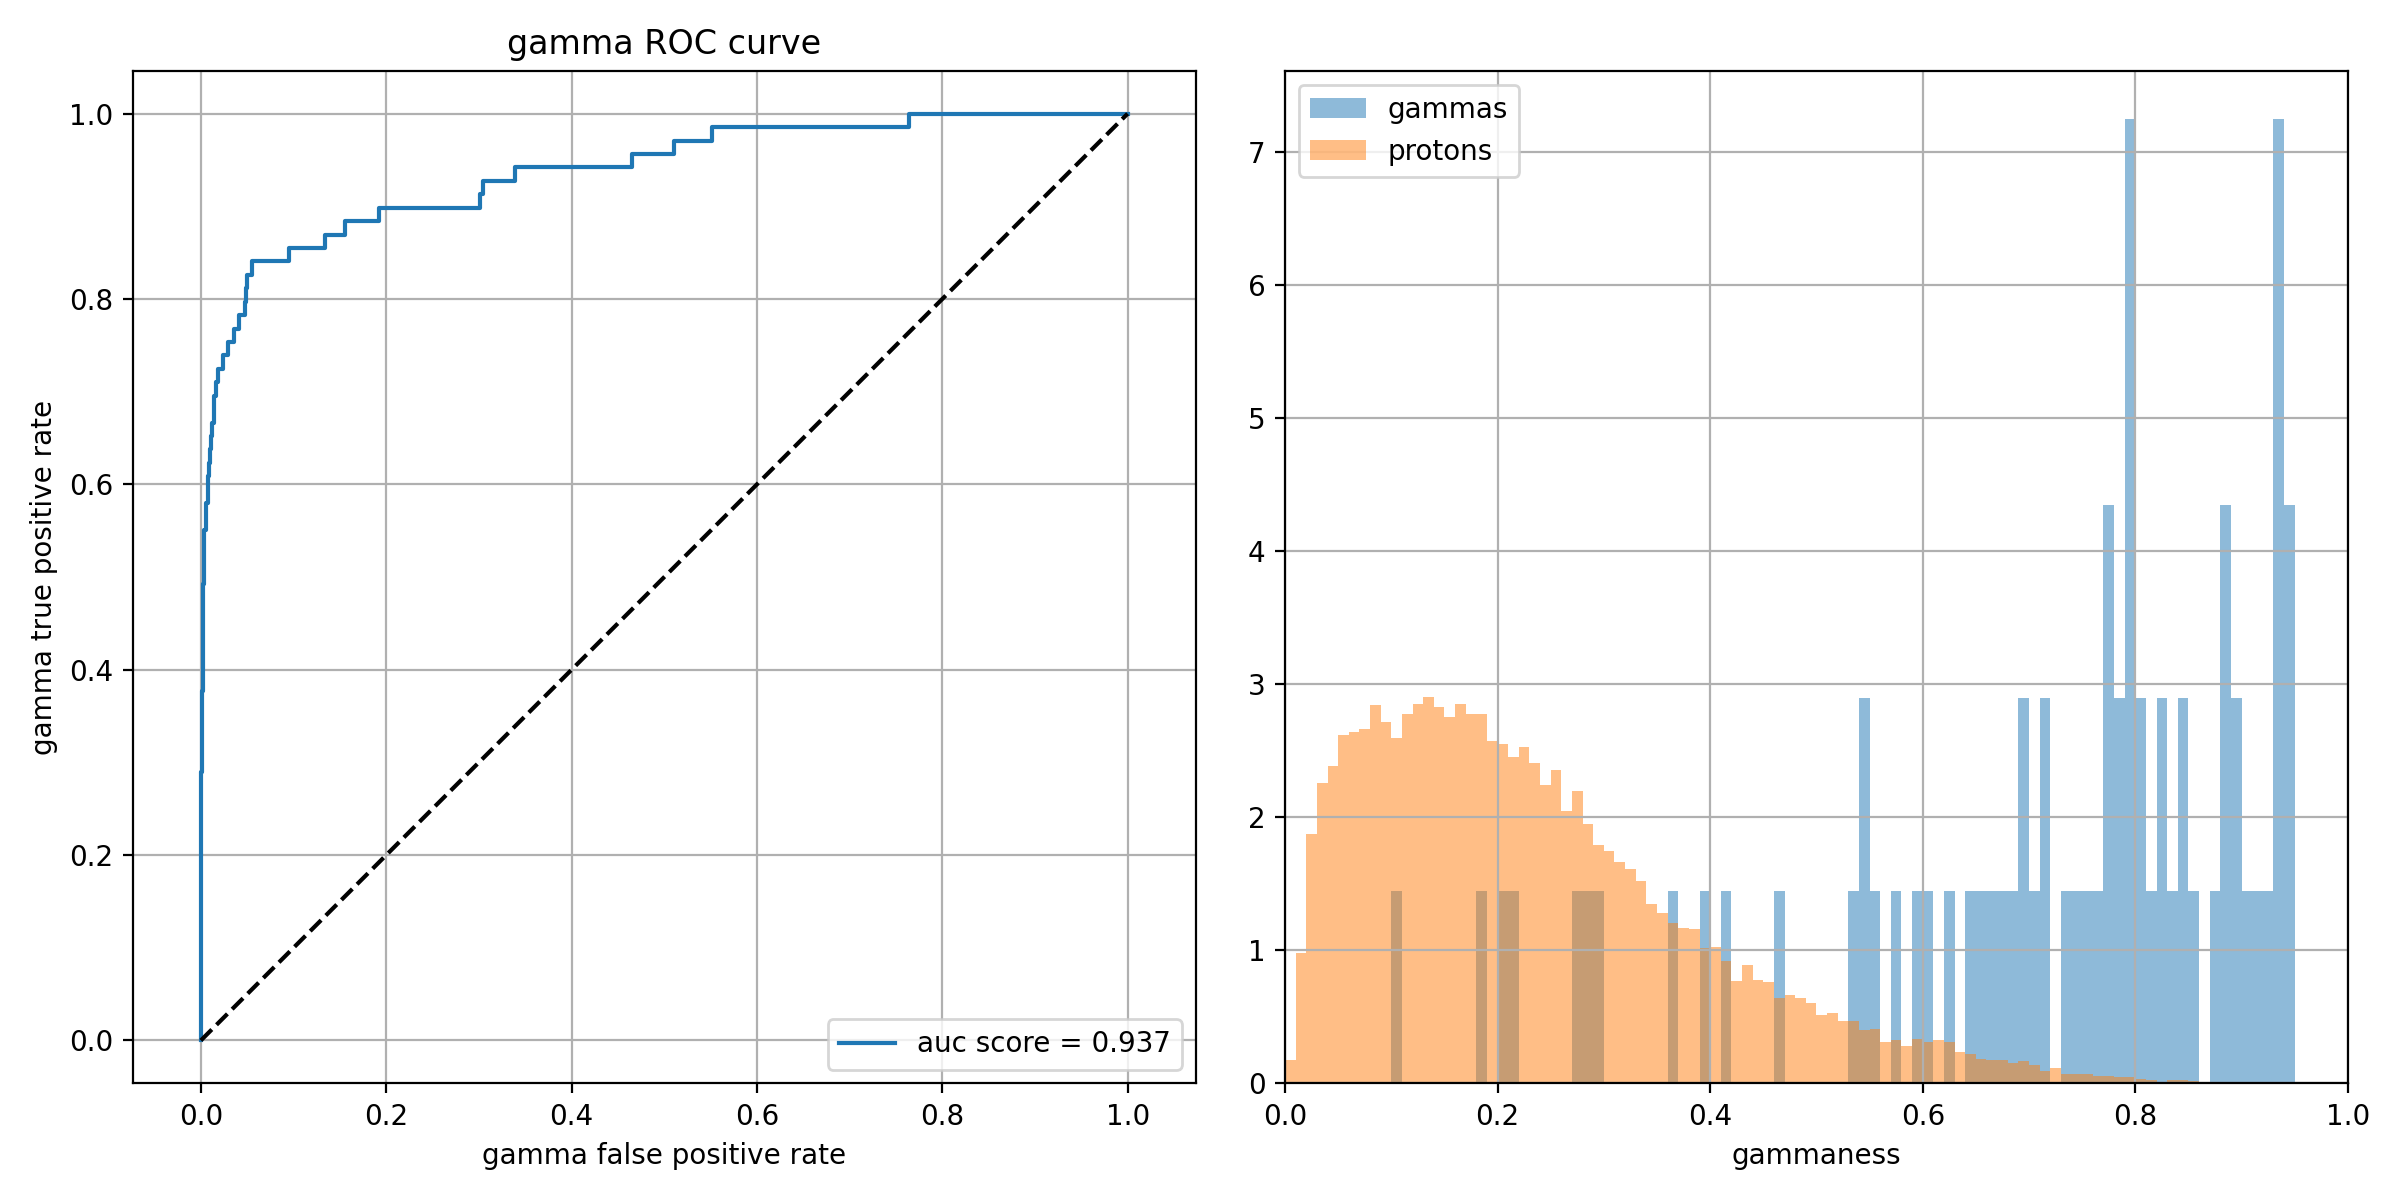 gamma ROC curve
gamma true positive rate
1.0
0.8
0.6
0.4
0.2
0.0
0.0 0.2 0.4 0.6 0.8 1.0
gamma false positive rate
auc score = 0.937
gammas
protons
7
6
5
4
3
2
1
0
0.0 0.2 0.4 0.6 0.8 1.0
gammaness